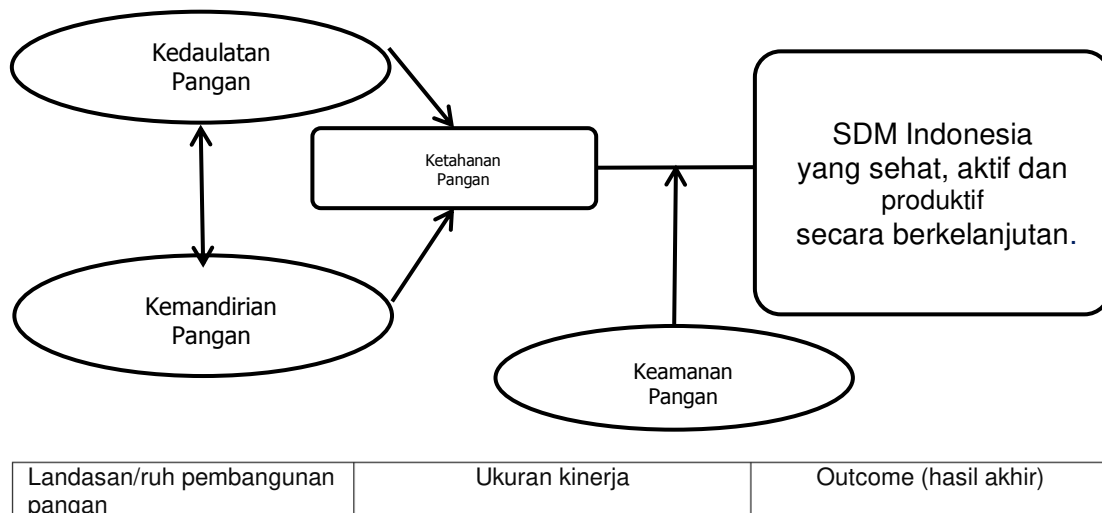 Kedaulatan
Pangan
Ketahanan
Pangan
SDM Indonesia
yang sehat, aktif dan
produktif
secara berkelanjutan.
Kemandirian
Pangan
Keamanan
Pangan
Landasan/ruh pembangunan
pangan
Ukuran kinerja
Outcome (hasil akhir)